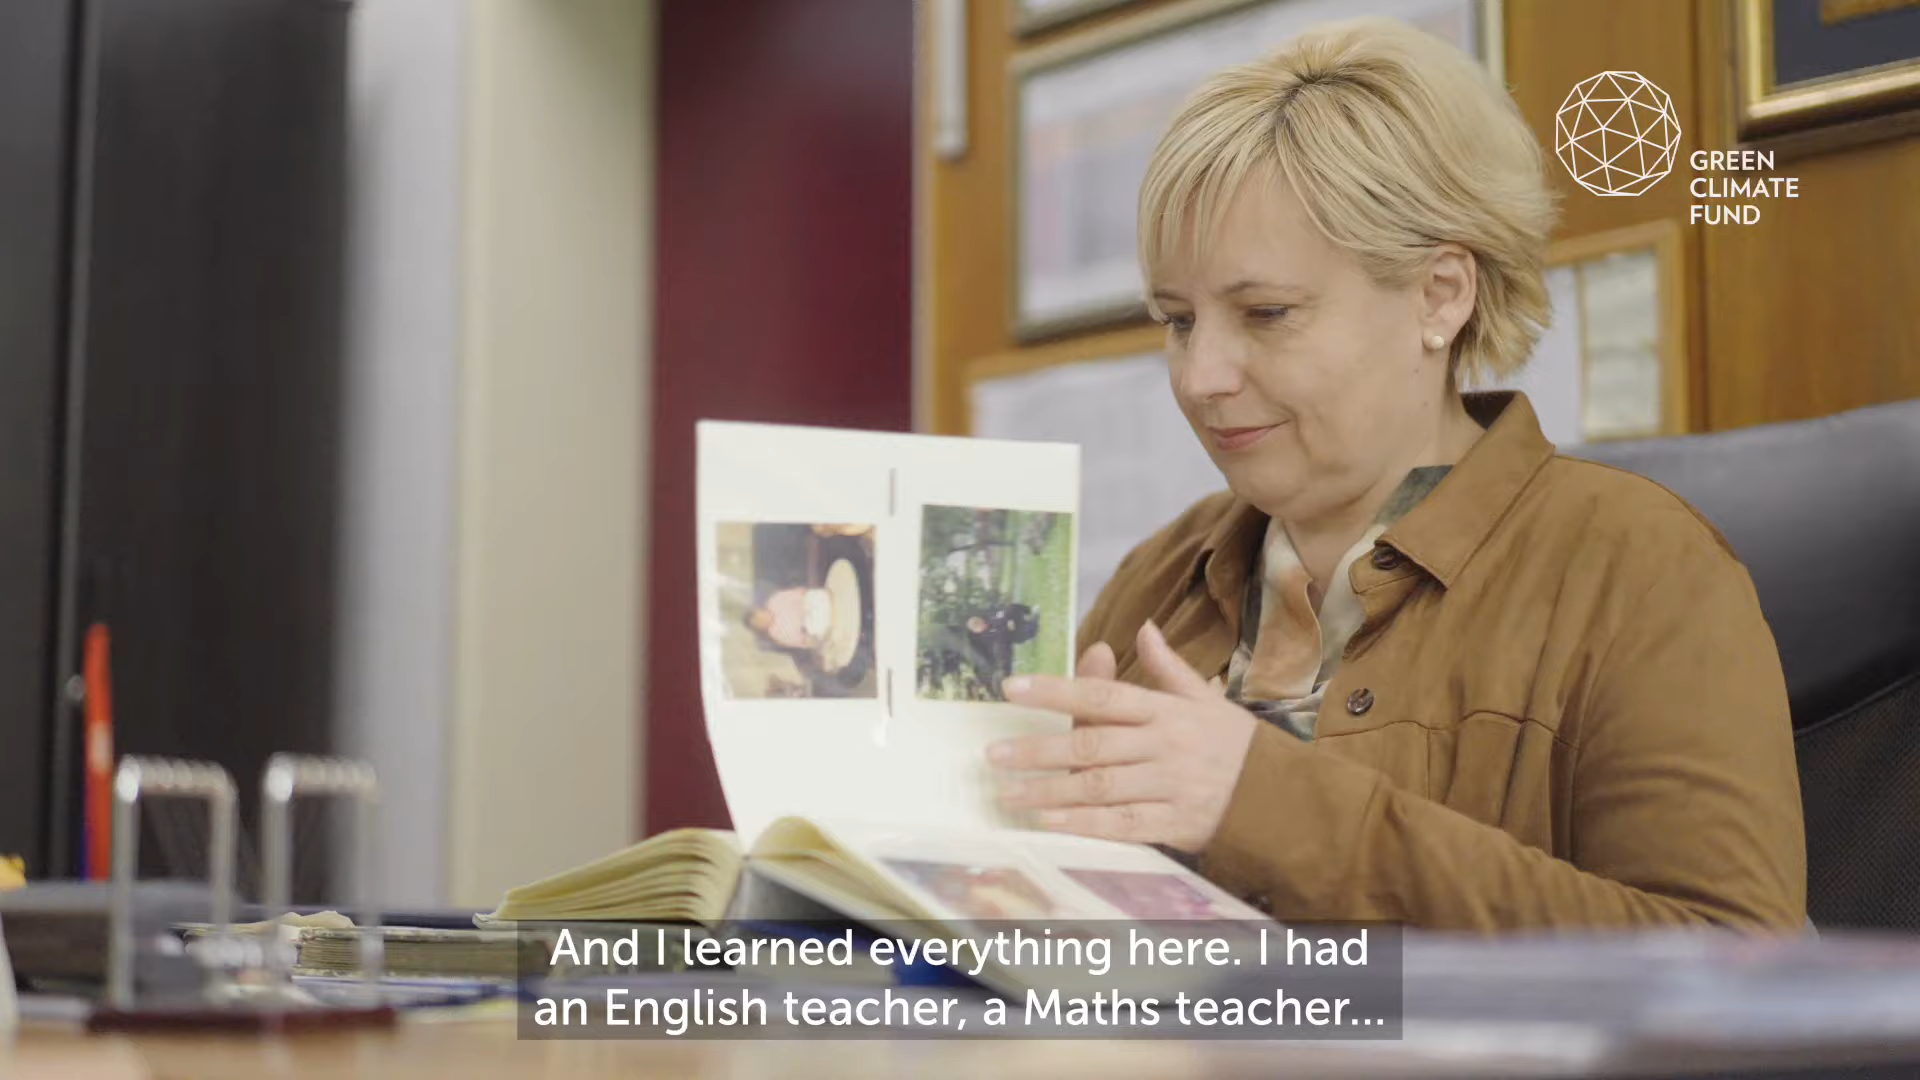 GREEN
CLIMATE
FUND
And I learned everything here. I had
an English teacher, a Maths teacher...